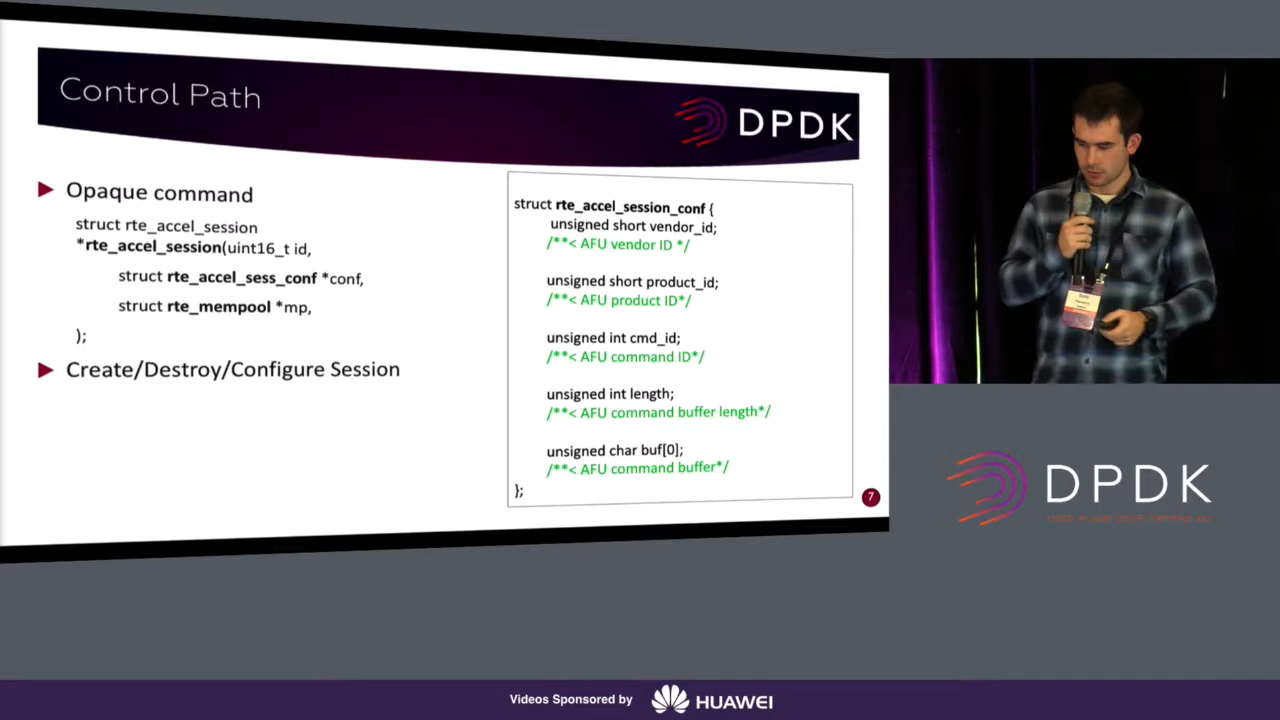 Control Path
DPDK
Opaque command
struct rte_accel_session
*rte_accel_session(uint16_t id,
struct rte_accel_sess_conf *conf,
struct rte_mempool *mp,
);
Create/Destroy/Configure Session
struct rte_accel_session_conf {
unsigned short vendor_id;
/**< AFU vendor ID */
unsigned short product_id;
/**< AFU product ID*/
unsigned int cmd_id;
/**< AFU command ID*/
unsigned int length;
/**< AFU command buffer length*/
unsigned char buf[0];
/**< AFU command buffer*/
};
7
DPDK
Videos Sponsored by
HUAWEI